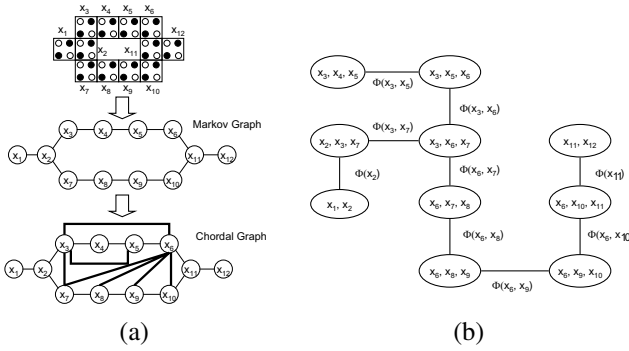 x3 x4 x5 x6
x1 x12
x2 x11
x7 x8 x9 x10
Markov Graph
x3 x4 x5 x6
x1 x2 x11 x12
x7 x8 x9 x10
Chordal Graph
x3 x4 x5 x6
x1 x2 x11 x12
x7 x8 x9 x10
(a)
x3, x4, x5
Φ(x3, x5)
x3, x5, x6
Φ(x3, x6)
x2, x3, x7
Φ(x3, x7)
x3, x6, x7
x11, x12
Φ(x2)
Φ(x6, x7)
Φ(x11)
x1, x2
x6, x7, x8
x6, x10, x11
Φ(x6, x8)
Φ(x6, x10
x6, x8, x9
Φ(x6, x9)
x6, x9, x10
(b)